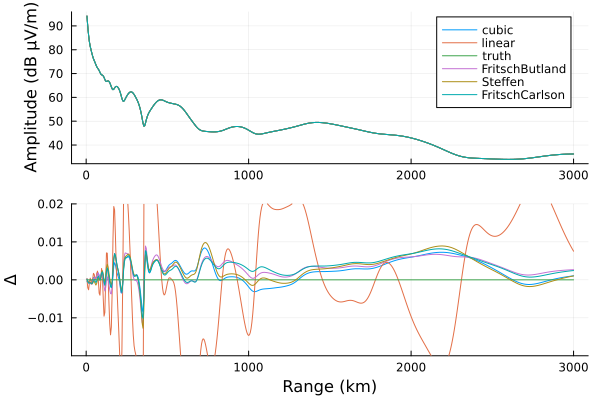 Amplitude (dB μV/m)
90
80
70
60
50
40
0
1000
2000
3000
cubic
linear
truth
FritschButland
Steffen
FritschCarlson
Δ
0.02
0.01
0.00
−0.01
0
1000
2000
3000
Range (km)